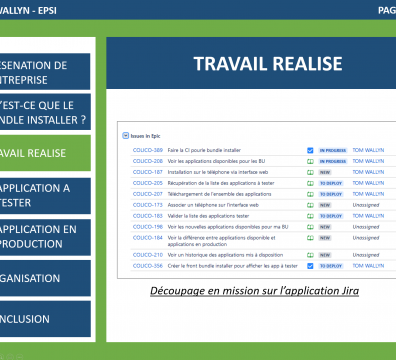 WALLYN - EPSI
PAG
ÉSENATION DE
NTREPRISE
'EST-CE QUE LE
NDLE INSTALLER ?
AVAIL REALISE
APPLICATION A
TESTER
APPLICATION EN
PRODUCTION
GANISATION
NCLUSION
TRAVAIL REALISE
Issues in Epic
COUCO-389 Faire la CI pour le bundle installer IN PROGRESS TOM WALLYN
COUCO-208 Voir les applications disponibles pour les BU IN PROGRESS TOM WALLYN
COUCO-187 Installation sur le téléphone via interface web NEW TOM WALLYN
COUCO-205 Récupération de la liste des applications à tester TO DEPLOY TOM WALLYN
COUCO-207 Téléchargement de l'ensemble des applications TO DEPLOY TOM WALLYN
COUCO-173 Associer un téléphone sur l'interface web NEW Unassigned
COUCO-183 Valider la liste des applications tester TO DEPLOY TOM WALLYN
COUCO-198 Voir les nouvelles applications disponibles pour ma BU NEW Unassigned
COUCO-184 Voir la différence entre applications disponible et
applications en production NEW Unassigned
COUCO-210 Voir un historique des applications mis à disposition NEW Unassigned
COUCO-356 Créer le front bundle installer pour afficher les app à tester TO DEPLOY TOM WALLYN
Découpage en mission sur l'application Jira